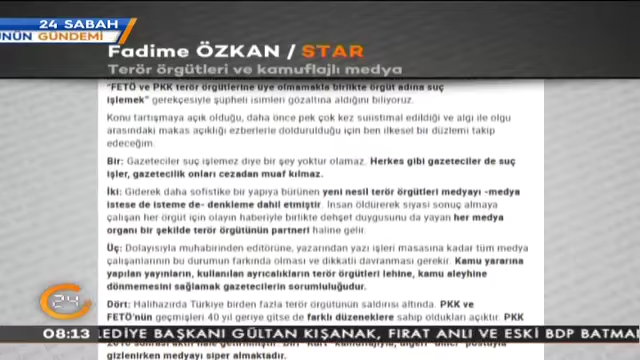 24 SABAH
ÜNÜN GÜNDEMİ
Fadime ÖZKAN / STAR
Terör örgütleri ve kamuflajlı medya
"FETÖ ve PKK terör örgütlerine üye olmamakla birlikte örgüt adına suç
işlemek" gerekçesiyle şüpheli isimleri gözaltına aldığını biliyoruz.
Konu tartışmaya açık olduğu, daha önce pek çok kez suiistimal edildiği ve algı ile olgu
arasındaki makas açıklığı ezberlerle doldurulduğu için ben ilkesel bir düzlemi takip
edeceğim.
Bir: Gazeteciler suç işlemez diye bir şey yoktur olamaz. Herkes gibi gazeteciler de suç
işler, gazetecilik onları cezadan muaf kılmaz.
İki: Giderek daha sofistike bir yapıya bürünen yeni nesil terör örgütleri medyayı -medya
istese de isteme de- denkleme dahil etmiştir. İnsan öldürerek siyasi sonuç almaya
çalışan her örgüt için olayın haberiyle birlikte dehşet duygusunu da yayan her medya
organı bir şekilde terör örgütünün partneri haline gelir.
Üç: Dolayısıyla muhabirinden editörüne, yazarından yazı işleri masasına kadar tüm medya
çalışanlarının bu durumun farkında olması ve dikkatli davranması gerekir. Kamu yararına
yapılan yayınların, kullanılan ayrıcalıkların terör örgütleri lehine, kamu aleyhine
dönmemesini sağlamak gazetecilerin sorumluluğudur.
Dört: Halihazırda Türkiye birden fazla terör örgütünün saldırısı altında. PKK ve
FETÖ'nün geçmişleri 40 yıl geriye gitse de farklı düzeneklere sahip oldukları açıktır. PKK
24
08:13 LEDİYE BAŞKANI GÜLTAN KIŞANAK, FIRAT ANLI VE ESKİ BDP BATMA
gizlenirken medyayı siper almaktadır.